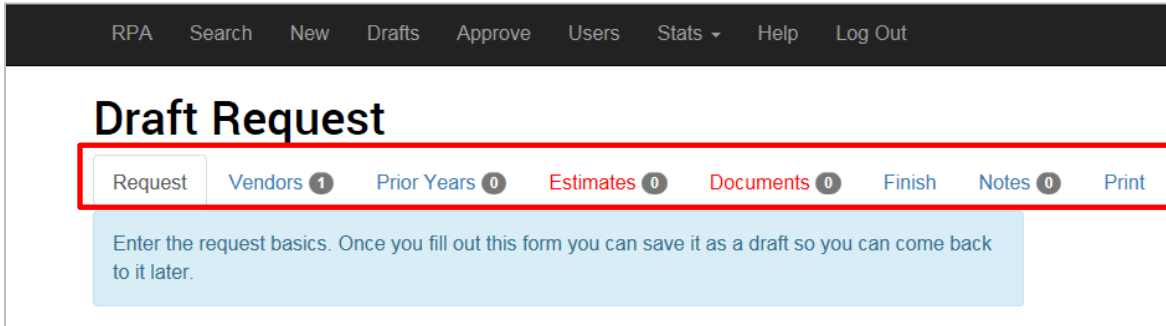 RPA Search New Drafts Approve Users Stats Help Log Out
Draft Request
Request Vendors 1 Prior Years 0 Estimates 0 Documents 0 Finish Notes 0 Print
Enter the request basics. Once you fill out this form you can save it as a draft so you can come back
to it later.